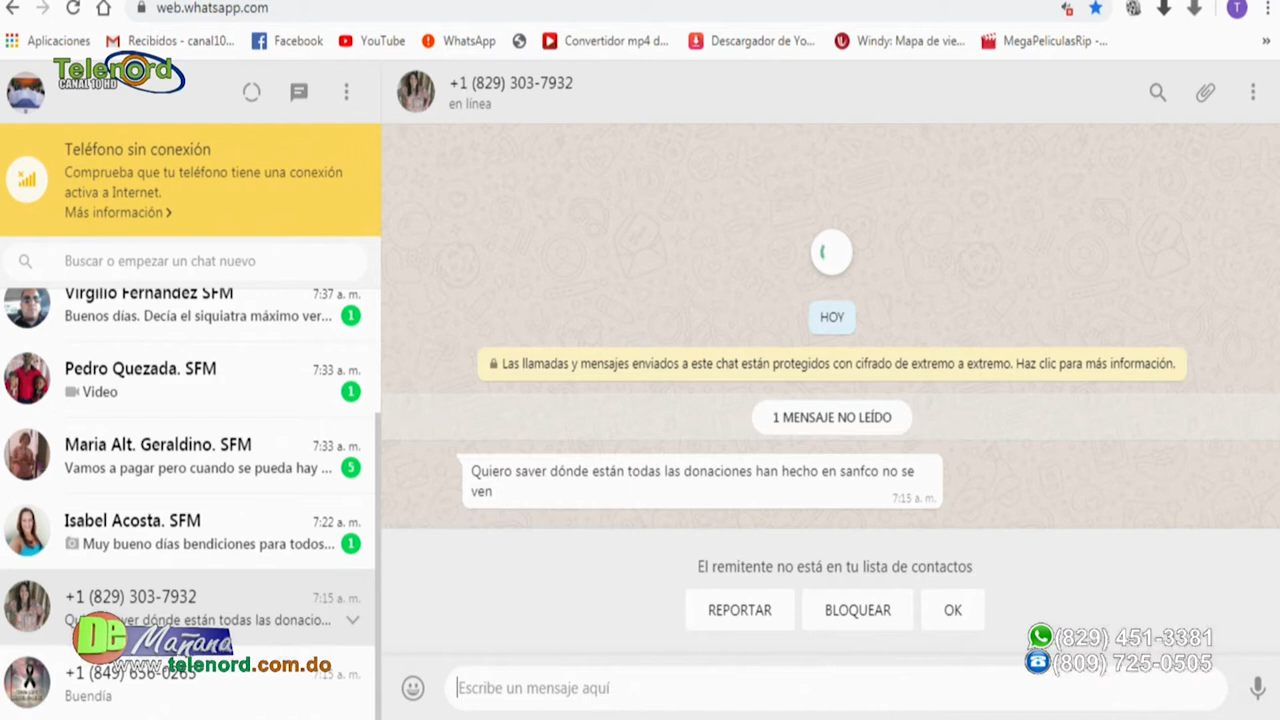 web.whatsapp.com
Aplicaciones
Recibidos - canal10...
Facebook
YouTube
WhatsApp
Convertidor mp4 d...
Descargador de Yo...
Windy: Mapa de vie...
MegaPeliculasRip -...
T
Telenord
CANAL 10 HD
+1 (829) 303-7932
en línea
Teléfono sin conexión
Comprueba que tu teléfono tiene una conexión
activa a Internet.
Más información
Buscar o empezar un chat nuevo
Virgilio Fernández SFM 7:37 a. m.
Buenos días. Decía el siquiatra máximo ver... 1
Pedro Quezada. SFM 7:33 a. m.
Video 1
Maria Alt. Geraldino. SFM 7:33 a. m.
Vamos a pagar pero cuando se pueda hay ... 5
Isabel Acosta. SFM 7:22 a. m.
Muy bueno días bendiciones para todos... 1
+1 (829) 303-7932 7:15 a. m.
Quiero saver dónde están todas las donacio...
De Mañana
www.telenord.com.do
+1 (849) 656-0265 7:15 a. m.
Buendía
HOY
Las llamadas y mensajes enviados a este chat están protegidos con cifrado de extremo a extremo. Haz clic para más información.
1 MENSAJE NO LEÍDO
Quiero saver dónde están todas las donaciones han hecho en sanfco no se
ven
7:15 a. m.
El remitente no está en tu lista de contactos
REPORTAR
BLOQUEAR
OK
(829) 451-3381
(809) 725-0505
Escribe un mensaje aquí